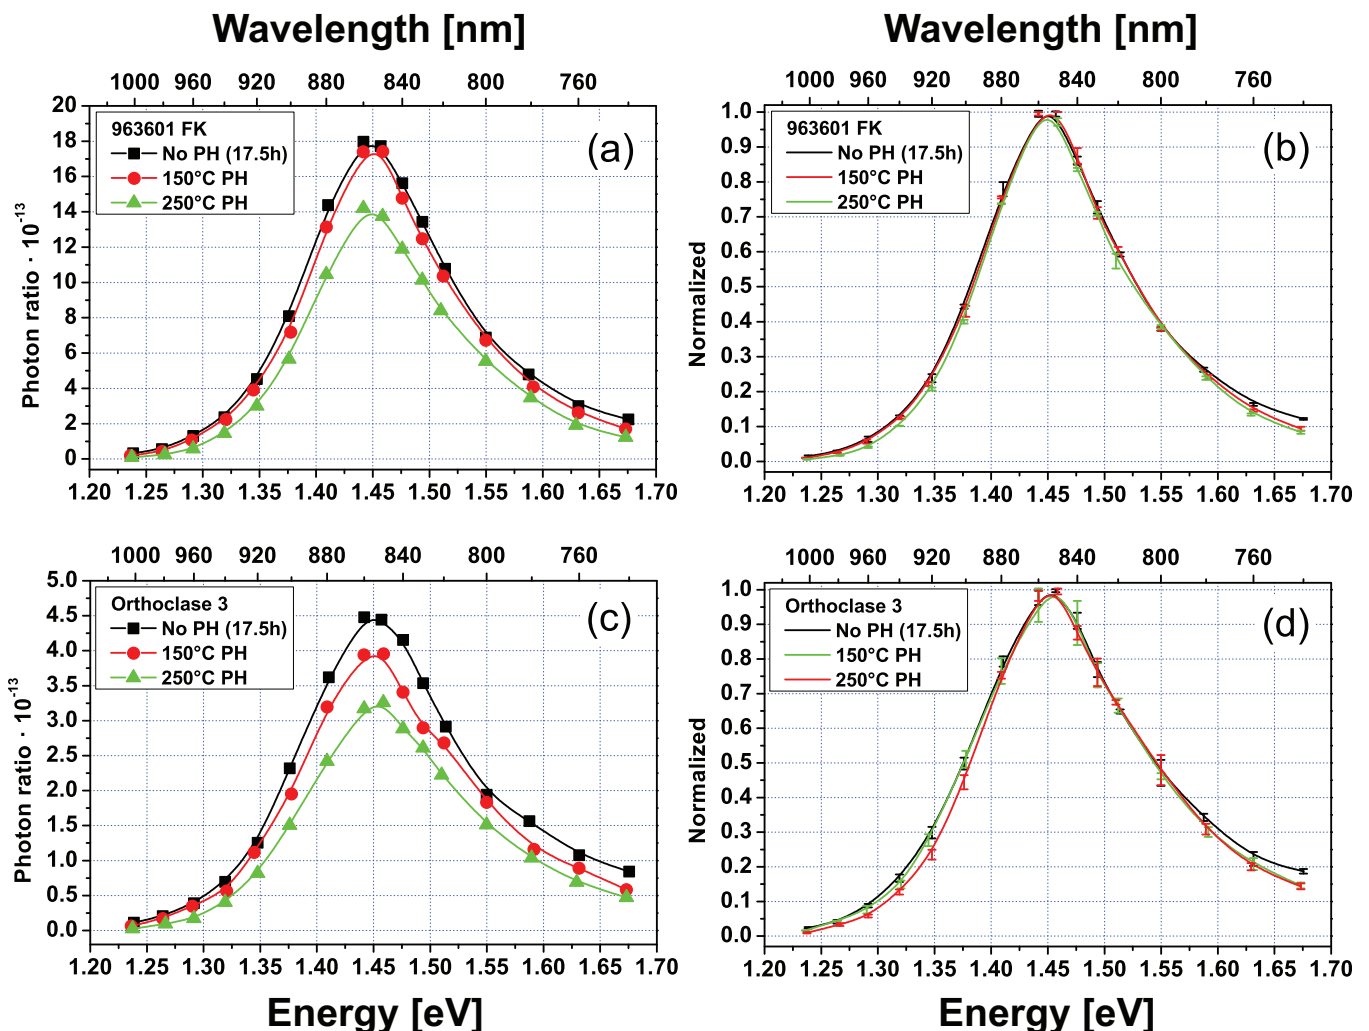 Wavelength [nm]
Wavelength [nm]
1000 960 920 880 840 800 760
1000 960 920 880 840 800 760
Photon ratio · 10^-13
20
18
16
14
12
10
8
6
4
2
0
963601 FK
No PH (17.5h)
150°C PH
250°C PH
(a)
1.20 1.25 1.30 1.35 1.40 1.45 1.50 1.55 1.60 1.65 1.70
Normalized
1.0
0.9
0.8
0.7
0.6
0.5
0.4
0.3
0.2
0.1
0.0
963601 FK
No PH (17.5h)
150°C PH
250°C PH
(b)
1.20 1.25 1.30 1.35 1.40 1.45 1.50 1.55 1.60 1.65 1.70
1000 960 920 880 840 800 760
1000 960 920 880 840 800 760
Photon ratio · 10^-13
5.0
4.5
4.0
3.5
3.0
2.5
2.0
1.5
1.0
0.5
0.0
Orthoclase 3
No PH (17.5h)
150°C PH
250°C PH
(c)
1.20 1.25 1.30 1.35 1.40 1.45 1.50 1.55 1.60 1.65 1.70
Normalized
1.0
0.9
0.8
0.7
0.6
0.5
0.4
0.3
0.2
0.1
0.0
Orthoclase 3
No PH (17.5h)
150°C PH
250°C PH
(d)
1.20 1.25 1.30 1.35 1.40 1.45 1.50 1.55 1.60 1.65 1.70
Energy [eV]
Energy [eV]